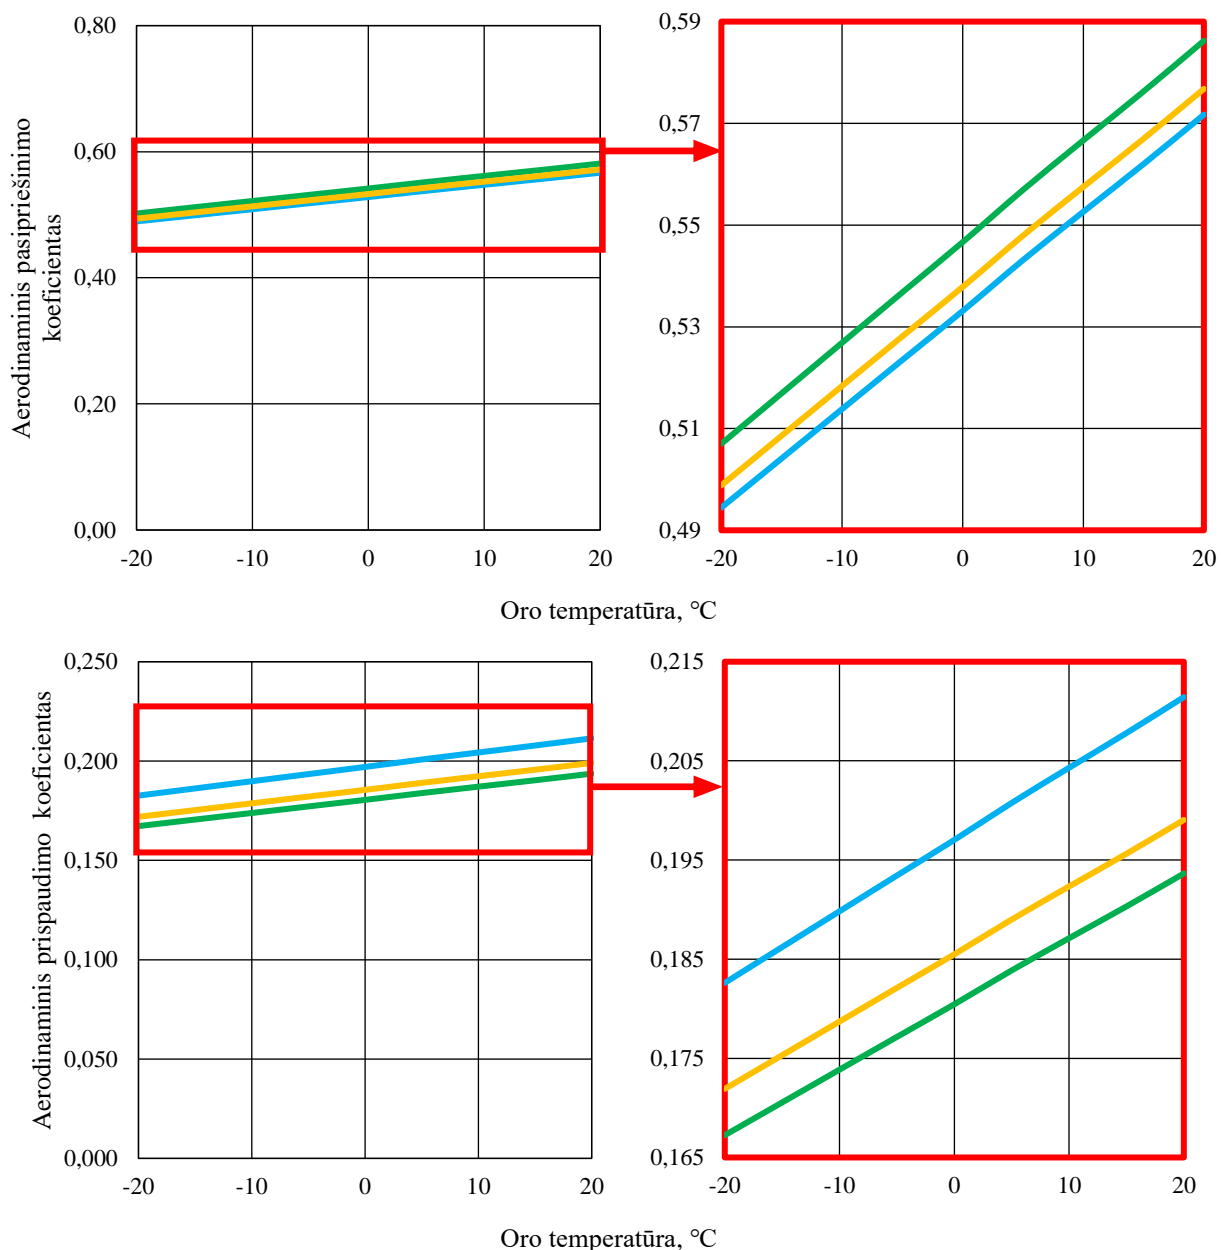 Aerodinaminis pasipriešinimo
koeficientas
0,80
0,60
0,40
0,20
0,00
-20 -10 0 10 20
0,59
0,57
0,55
0,53
0,51
0,49
-20 -10 0 10 20
Oro temperatūra, °C
Aerodinaminis prispaudimo koeficientas
0,250
0,200
0,150
0,100
0,050
0,000
-20 -10 0 10 20
0,215
0,205
0,195
0,185
0,175
0,165
-20 -10 0 10 20
Oro temperatūra, °C